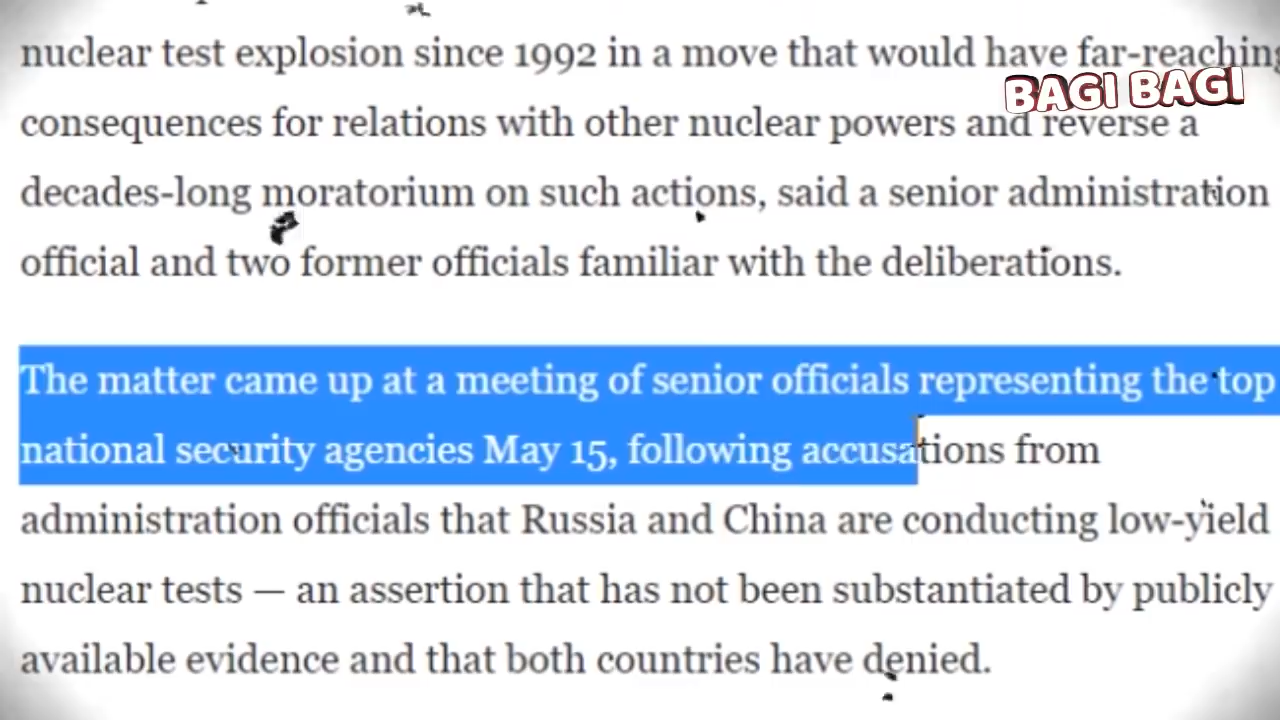 nuclear test explosion since 1992 in a move that would have far-reaching
BAGI BAGI
consequences for relations with other nuclear powers and reverse a
decades-long moratorium on such actions, said a senior administration
official and two former officials familiar with the deliberations.
The matter came up at a meeting of senior officials representing the top
national security agencies May 15, following accusations from
administration officials that Russia and China are conducting low-yield
nuclear tests — an assertion that has not been substantiated by publicly
available evidence and that both countries have denied.